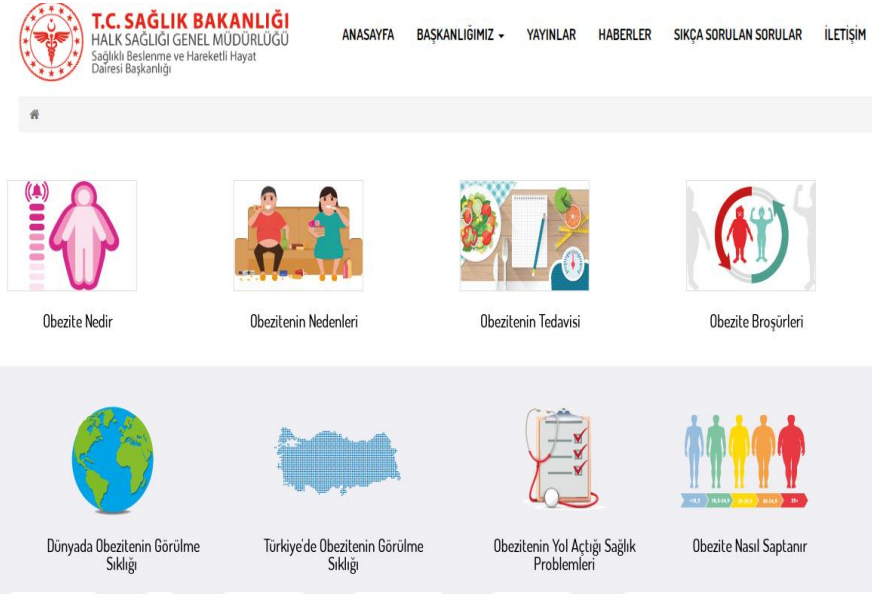 T.C. SAĞLIK BAKANLIĞI
HALK SAĞLIĞI GENEL MÜDÜRLÜĞÜ
Sağlıklı Beslenme ve Hareketli Hayat
Dairesi Başkanlığı
ANASAYFA BAŞKANLIĞIMIZ YAYINLAR HABERLER SIKÇA SORULAN SORULAR İLETİŞİM
Obezite Nedir
Obezitenin Nedenleri
Obezitenin Tedavisi
Obezite Broşürleri
Dünyada Obezitenin Görülme
Sıklığı
Türkiye'de Obezitenin Görülme
Sıklığı
Obezitenin Yol Açtığı Sağlık
Problemleri
Obezite Nasıl Saptanır